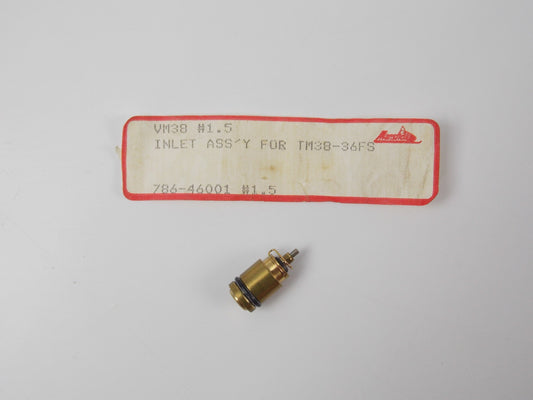 VM38 #1.5
INLET ASS'Y FOR TM38-36FS
786-46001 #1.5